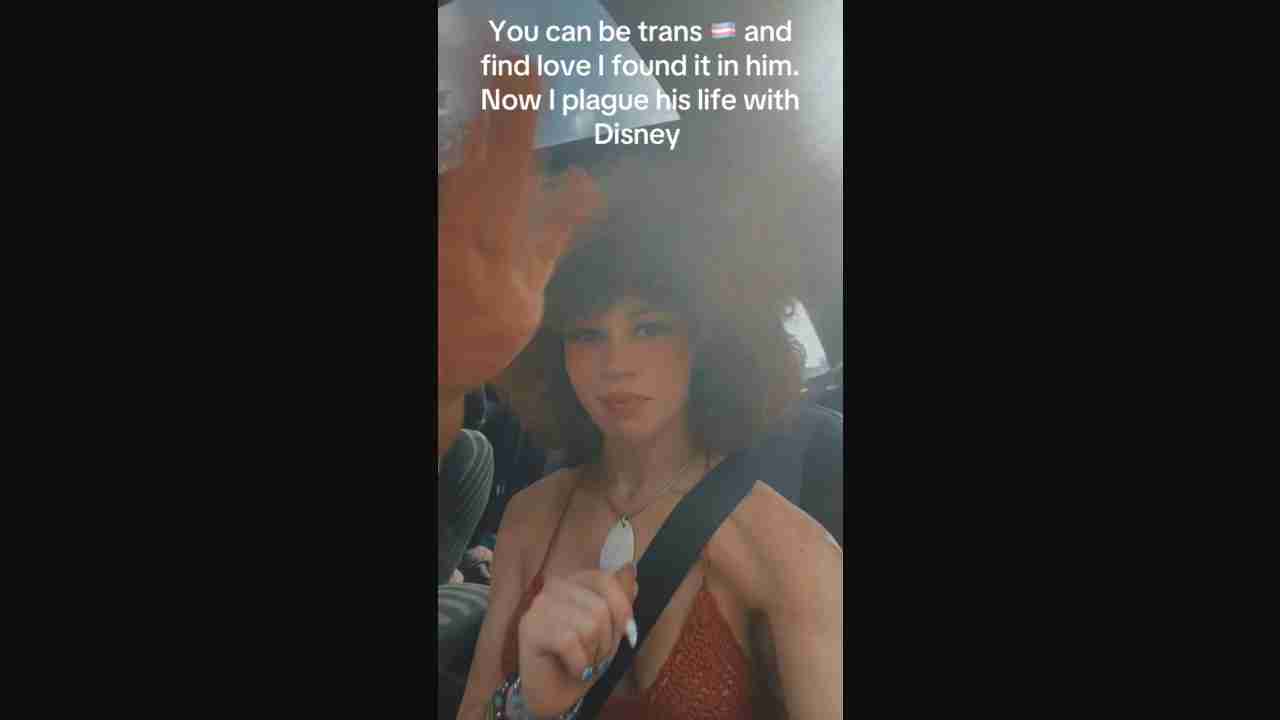 You can be trans 🏳️‍⚧️ and
find love I found it in him.
Now I plague his life with
Disney